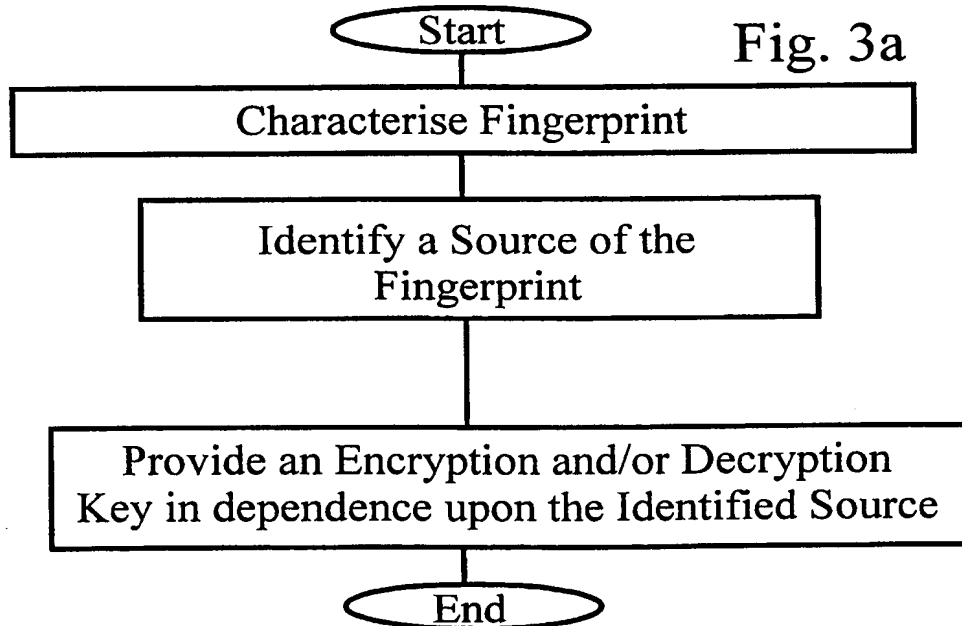 Start
Fig. 3a
Characterise Fingerprint
Identify a Source of the
Fingerprint
Provide an Encryption and/or Decryption
Key in dependence upon the Identified Source
End